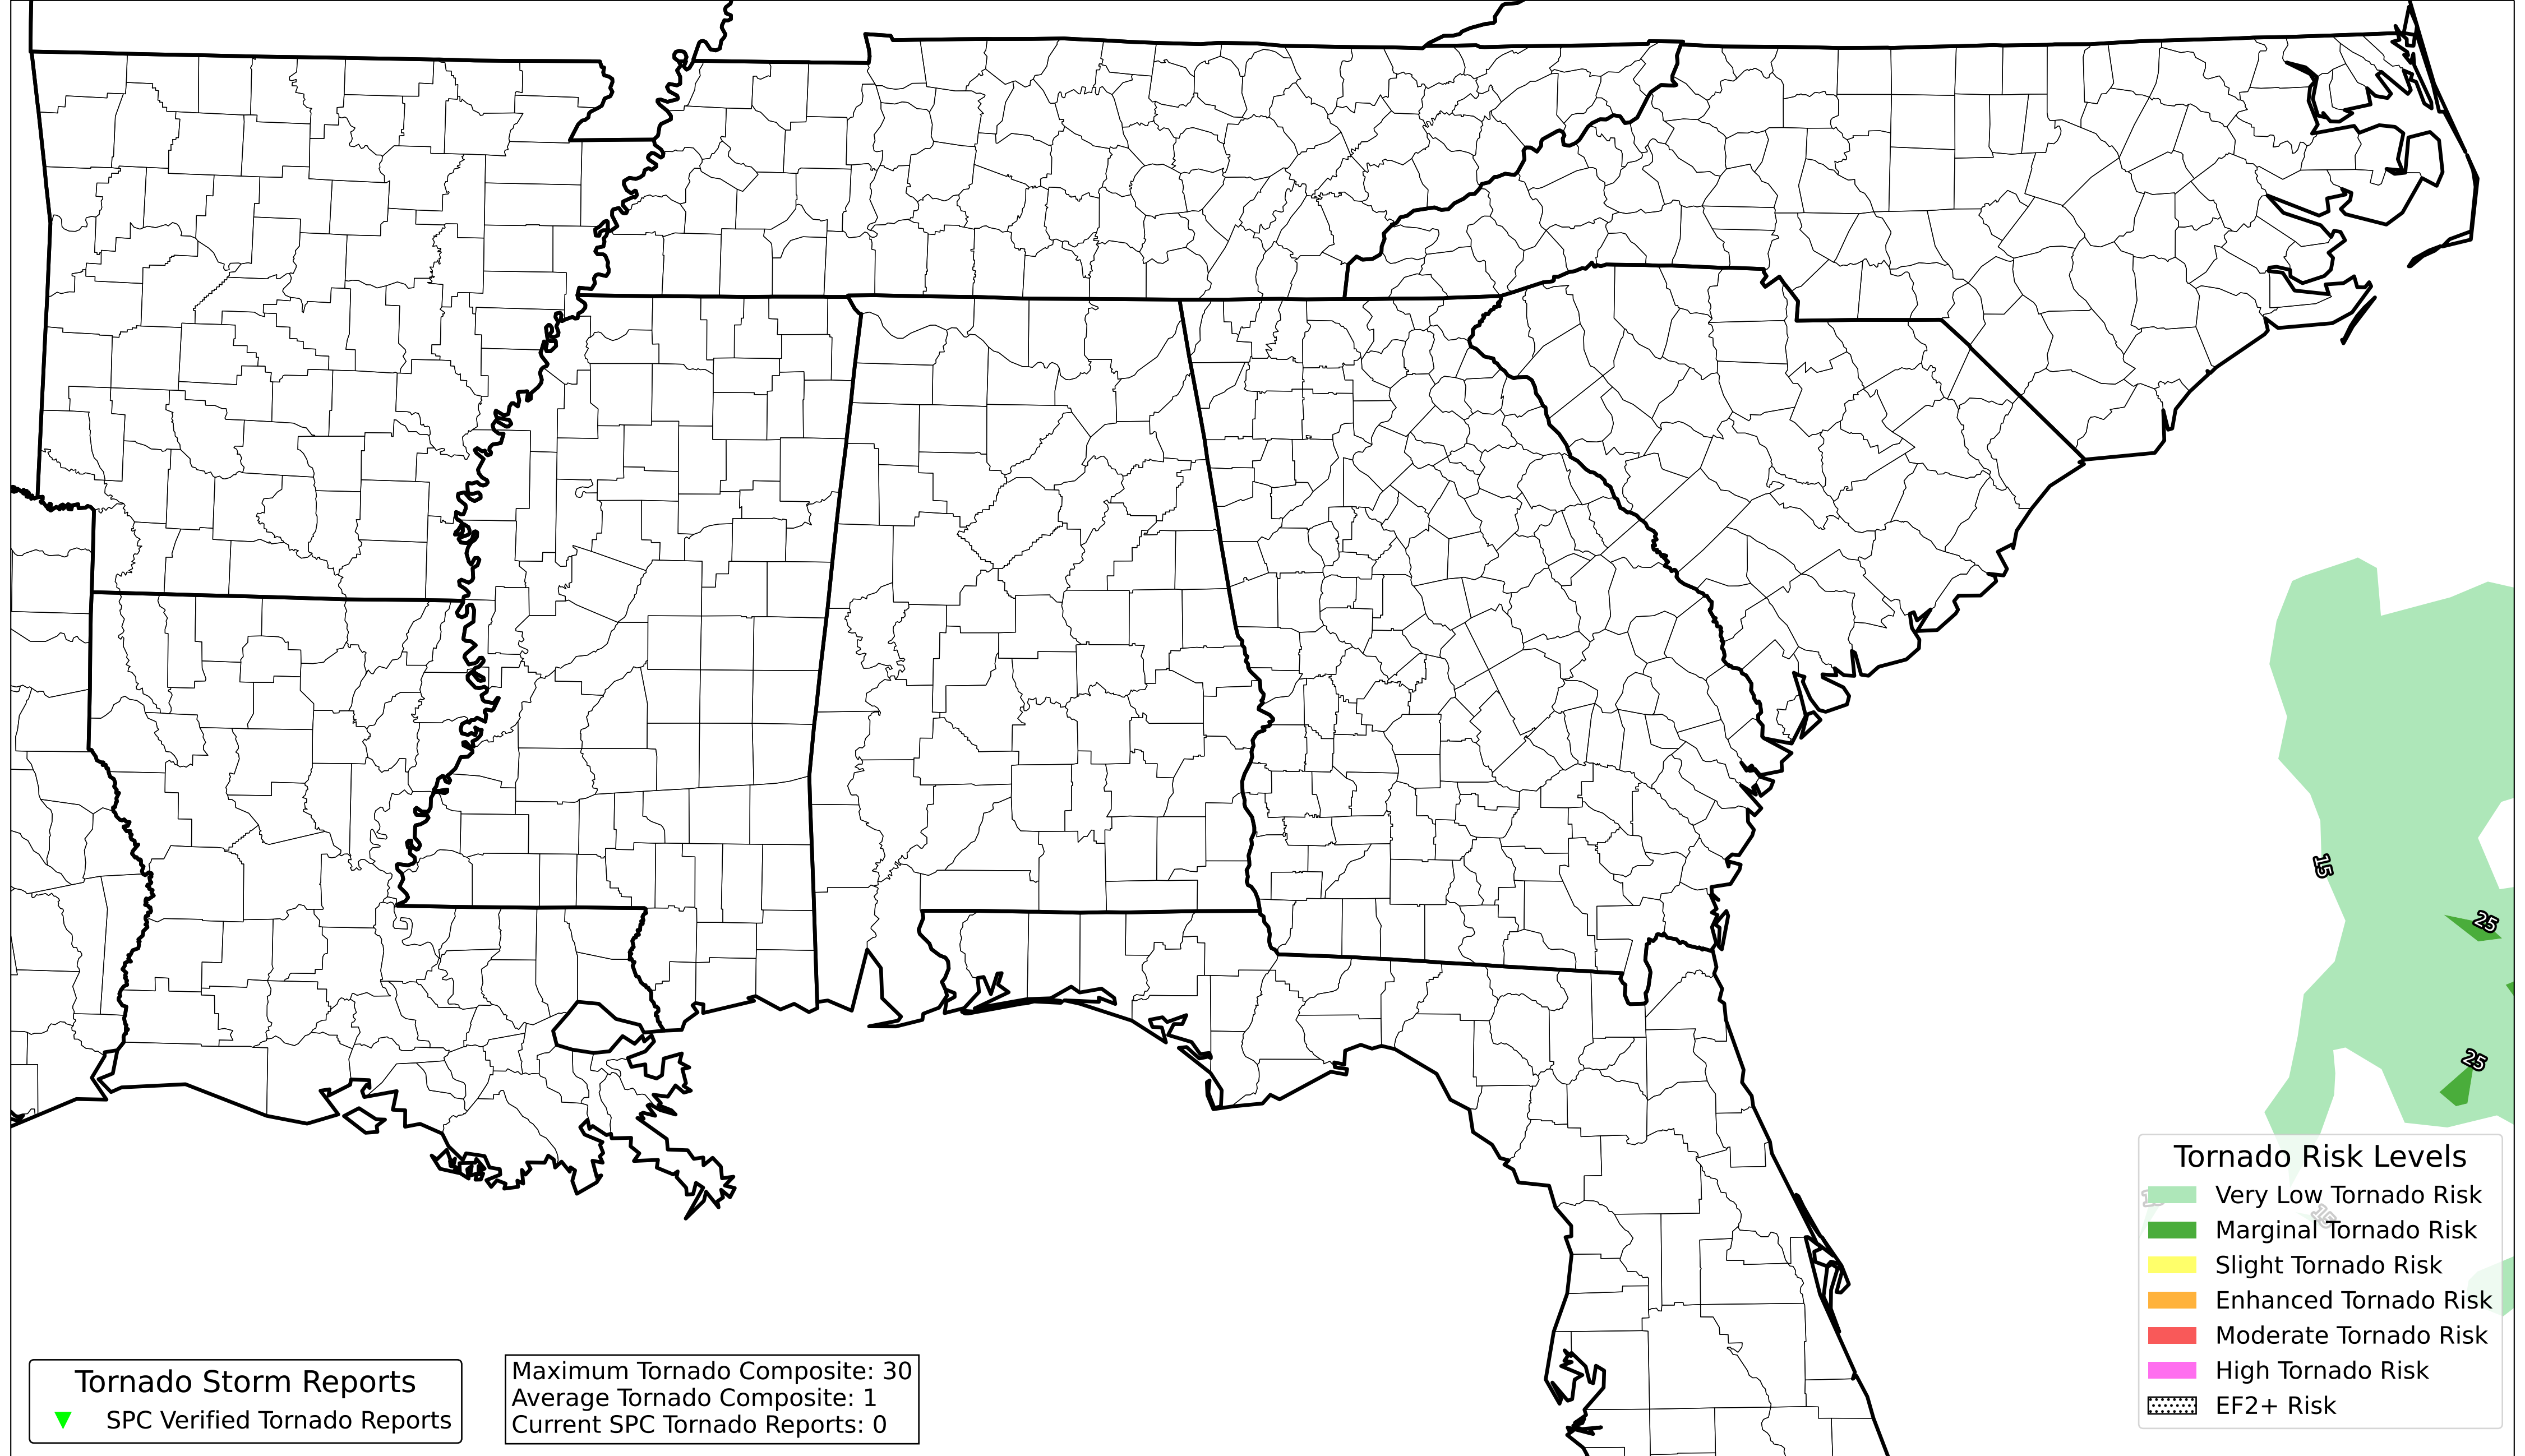 15
25
25
Tornado Risk Levels
Very Low Tornado Risk
Marginal Tornado Risk
Slight Tornado Risk
Enhanced Tornado Risk
Moderate Tornado Risk
High Tornado Risk
EF2+ Risk
15
15
Tornado Storm Reports
SPC Verified Tornado Reports
Maximum Tornado Composite: 30
Average Tornado Composite: 1
Current SPC Tornado Reports: 0